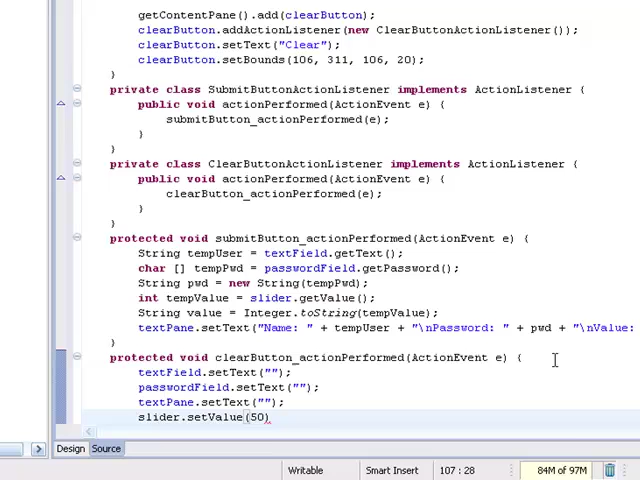 getContentPane().add(clearButton);
clearButton.addActionListener(new ClearButtonActionListener());
clearButton.setText("Clear");
clearButton.setBounds(106, 311, 106, 20);
}
private class SubmitButtonActionListener implements ActionListener {
public void actionPerformed(ActionEvent e) {
submitButton_actionPerformed(e);
}
}
private class ClearButtonActionListener implements ActionListener {
public void actionPerformed(ActionEvent e) {
clearButton_actionPerformed(e);
}
}
protected void submitButton_actionPerformed(ActionEvent e) {
String tempUser = textField.getText();
char [] tempPwd = passwordField.getPassword();
String pwd = new String(tempPwd);
int tempValue = slider.getValue();
String value = Integer.toString(tempValue);
textPane.setText("Name: " + tempUser + "\nPassword: " + pwd + "\nValue:
}
protected void clearButton_actionPerformed(ActionEvent e) {
textField.setText("");
passwordField.setText("");
textPane.setText("");
slider.setValue(50)
Design Source
Writable Smart Insert 107 : 28 84M of 97M